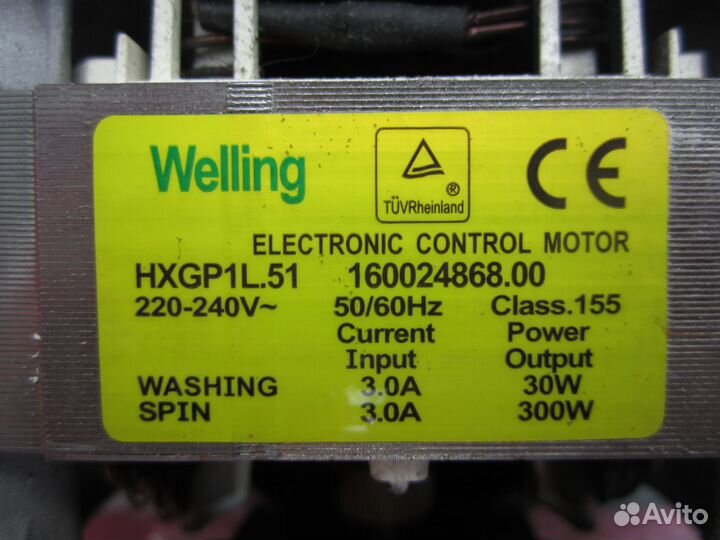 Welling
TÜVRheinland ®
CE
ELECTRONIC CONTROL MOTOR
HXGP1L.51 160024868.00
220-240V~ 50/60Hz Class.155
Current Power
Input Output
WASHING 3.0A 30W
SPIN 3.0A 300W
Avito